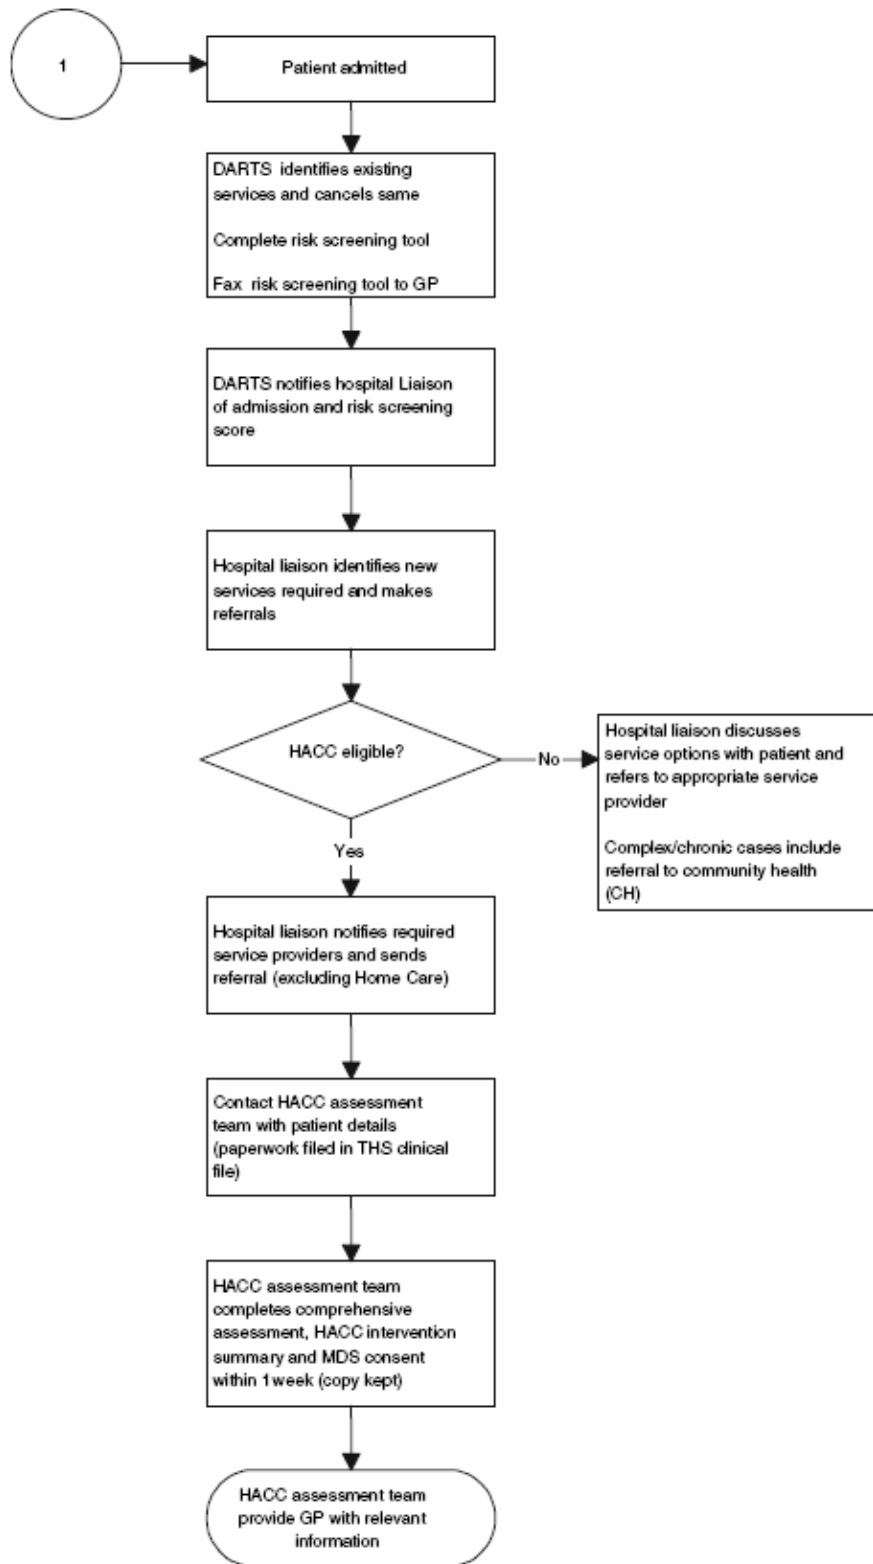 1
Patient admitted
DARTS identifies existing
services and cancels same
Complete risk screening tool
Fax risk screening tool to GP
DARTS notifies hospital Liaison
of admission and risk screening
score
Hospital liaison identifies new
services required and makes
referrals
HACC eligible?
No
Hospital liaison discusses
service options with patient and
refers to appropriate service
provider
Complex/chronic cases include
referral to community health
(CH)
Yes
Hospital liaison notifies required
service providers and sends
referral (excluding Home Care)
Contact HACC assessment
team with patient details
(paperwork filed in THS clinical
file)
HACC assessment team
completes comprehensive
assessment, HACC intervention
summary and MDS consent
within 1 week (copy kept)
HACC assessment team
provide GP with relevant
information